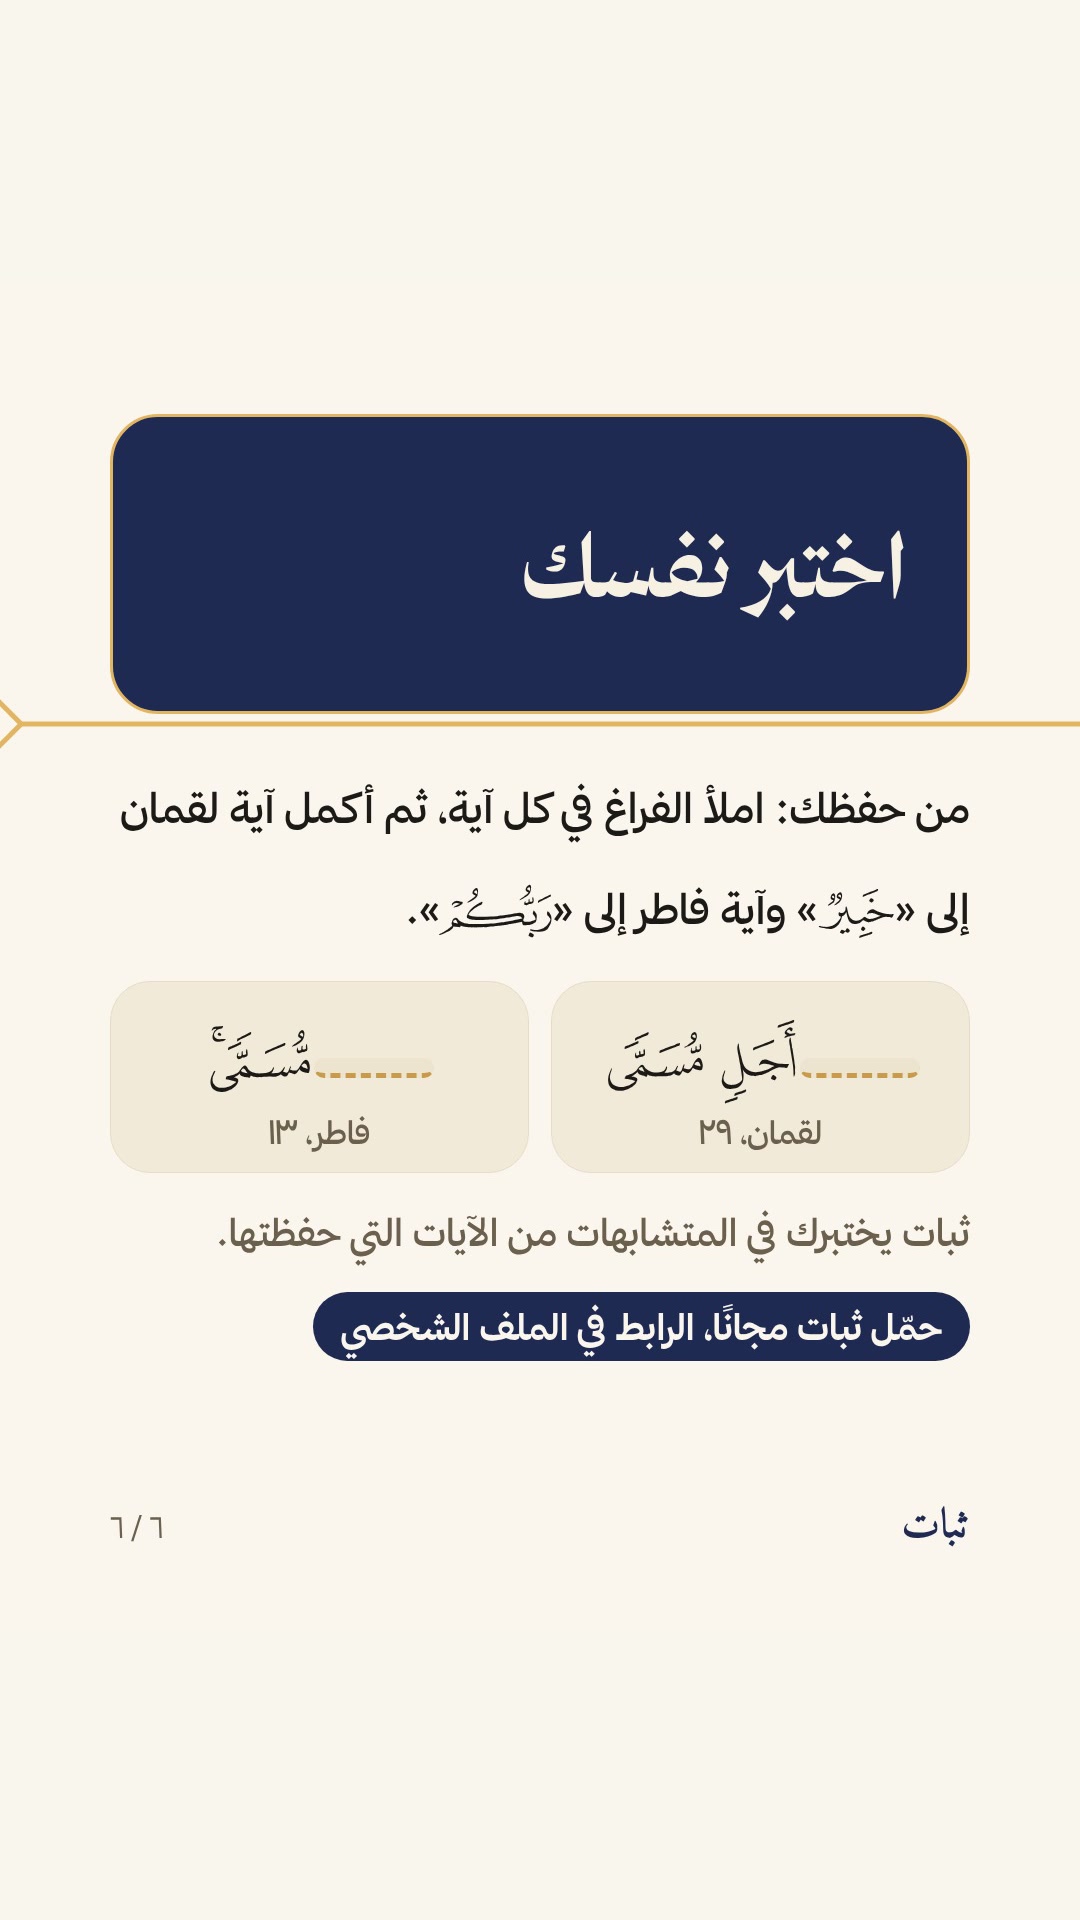 اختبر نفسك
من حفظك: املأ الفراغ في كل آية، ثم أكمل آية لقمان
إلى «خَبِيرٌ» وآية فاطر إلى «رَبُّكُمْ».
أَجَلٍ مُّسَمًّى
لقمان، ٢٩
مُّسَمًّىۚ
فاطر، ١٣
ثبات يختبرك في المتشابهات من الآيات التي حفظتها.
حمّل ثبات مجانًا، الرابط في الملف الشخصي
ثبات
٦ / ٦